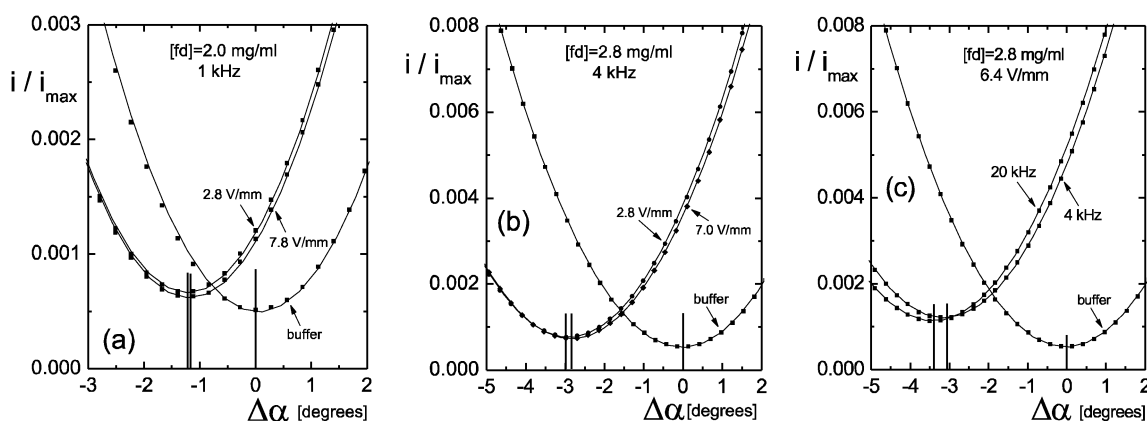 0.003
0.002
0.001
0.000
i / i max
[fd]=2.0 mg/ml
1 kHz
2.8 V/mm
7.8 V/mm
buffer
(a)
-3 -2 -1 0 1 2
Δα [degrees]
0.008
0.006
0.004
0.002
0.000
i / i max
[fd]=2.8 mg/ml
4 kHz
(b)
2.8 V/mm
7.0 V/mm
buffer
-5 -4 -3 -2 -1 0 1 2
Δα [degrees]
0.008
0.006
0.004
0.002
0.000
i / i max
[fd]=2.8 mg/ml
6.4 V/mm
20 kHz
(c)
4 kHz
buffer
-5 -4 -3 -2 -1 0 1 2
Δα [degrees]